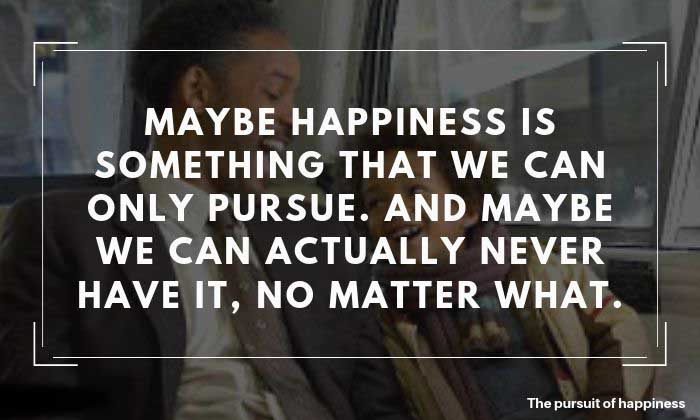 MAYBE HAPPINESS IS
SOMETHING THAT WE CAN
ONLY PURSUE. AND MAYBE
WE CAN ACTUALLY NEVER
HAVE IT, NO MATTER WHAT.
The pursuit of happiness